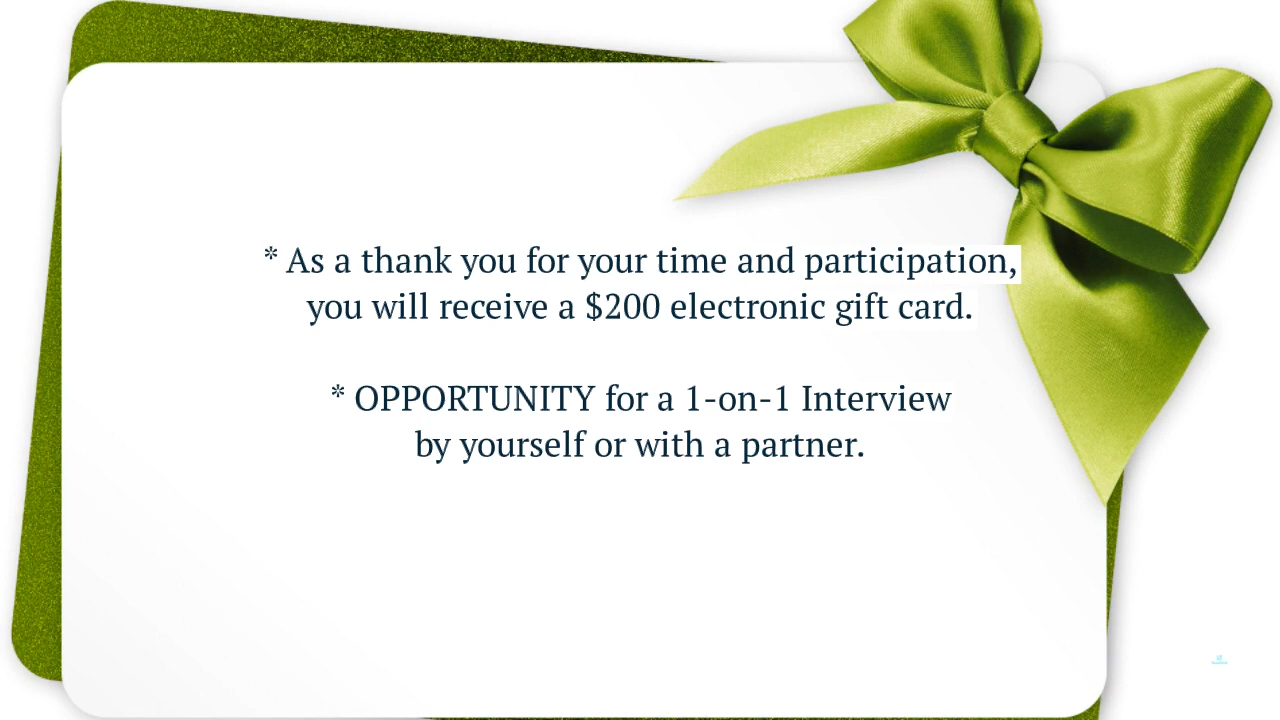 * As a thank you for your time and participation,
you will receive a $200 electronic gift card.
* OPPORTUNITY for a 1-on-1 Interview
by yourself or with a partner.